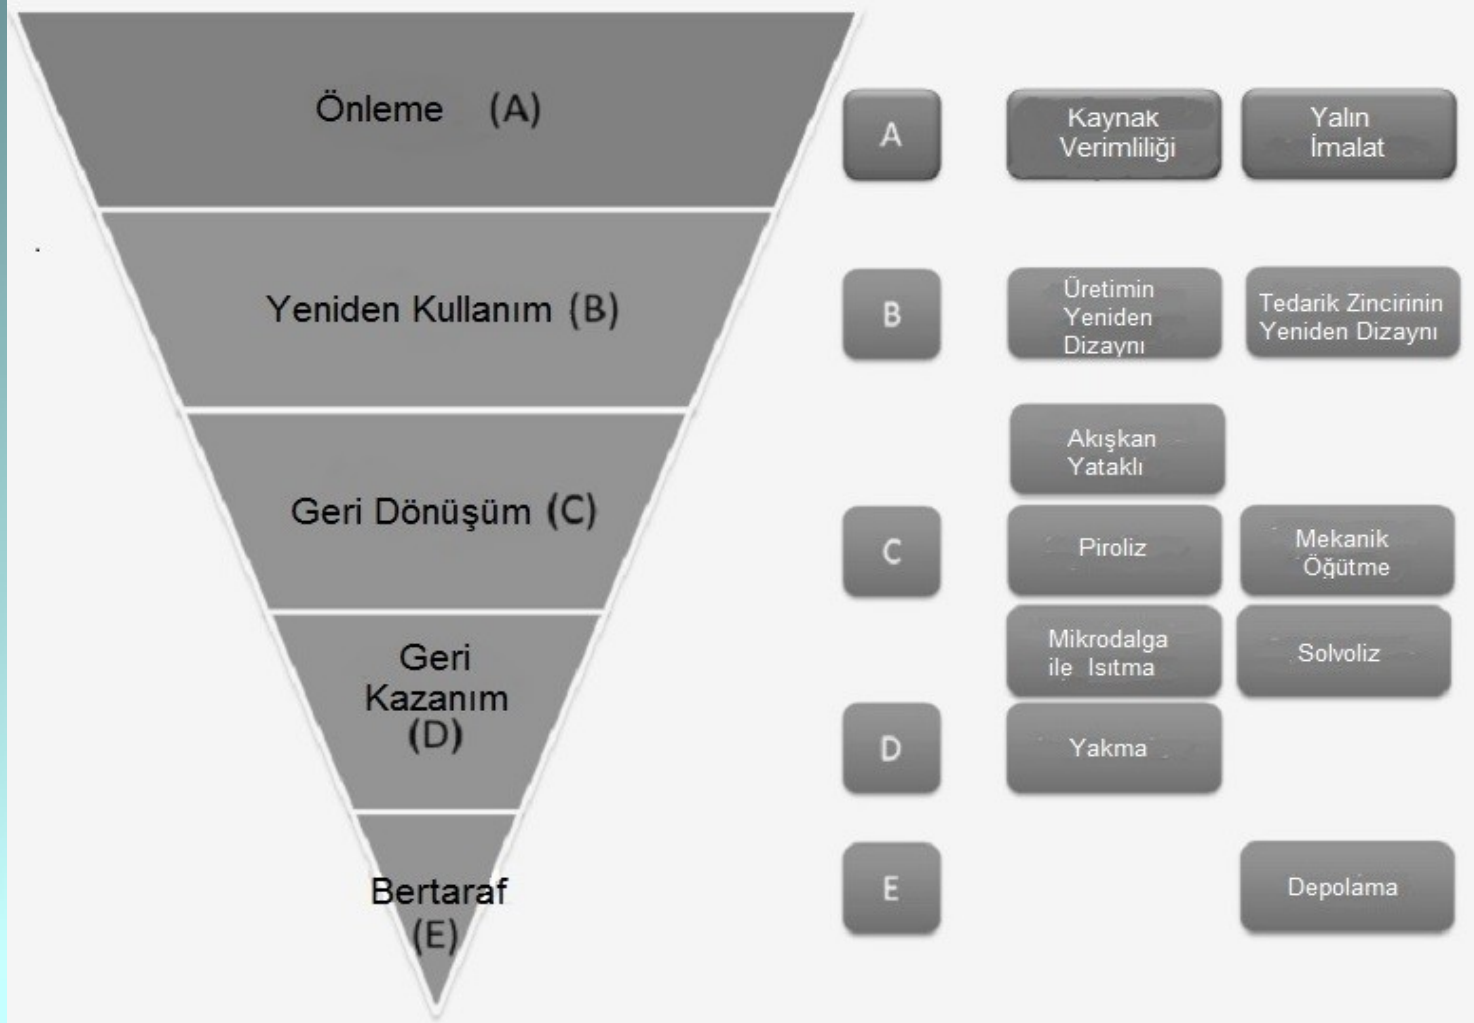 Önleme (A)
Yeniden Kullanım (B)
Geri Dönüşüm (C)
Geri
Kazanım
(D)
Bertaraf
(E)
A
Kaynak
Verimliliği
Yalın
İmalat
B
Üretimin
Yeniden
Dizaynı
Tedarik Zincirinin
Yeniden Dizaynı
Akışkan
Yataklı
C
Piroliz
Mekanik
Öğütme
Mikrodalga
ile Isıtma
Solvoliz
D
Yakma
E
Depolama